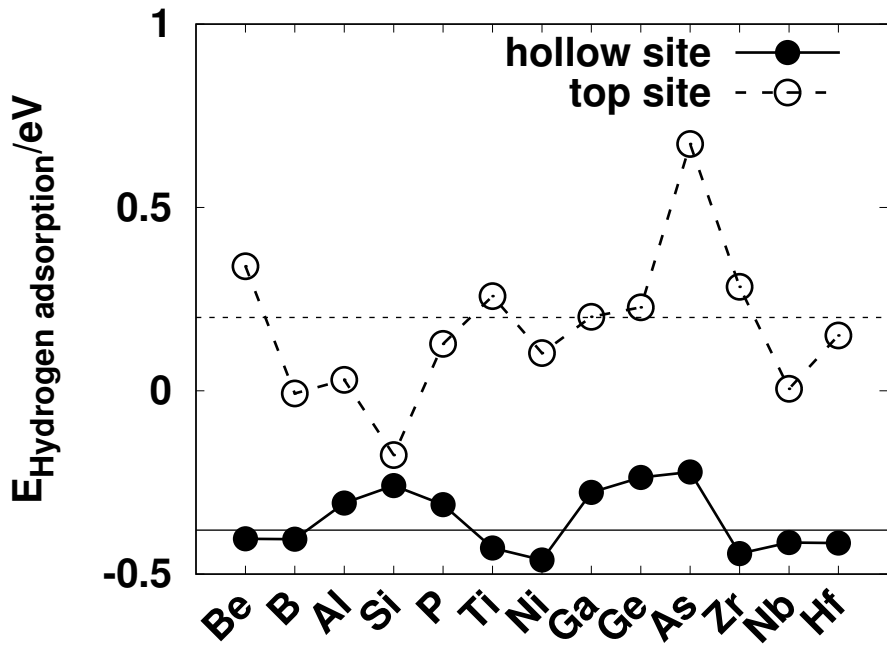 1
hollow site
top site
0.5
0
-0.5
E_Hydrogen adsorption/eV
Be B Al Si P Ti Ni Ga Ge As Zr Nb Hf